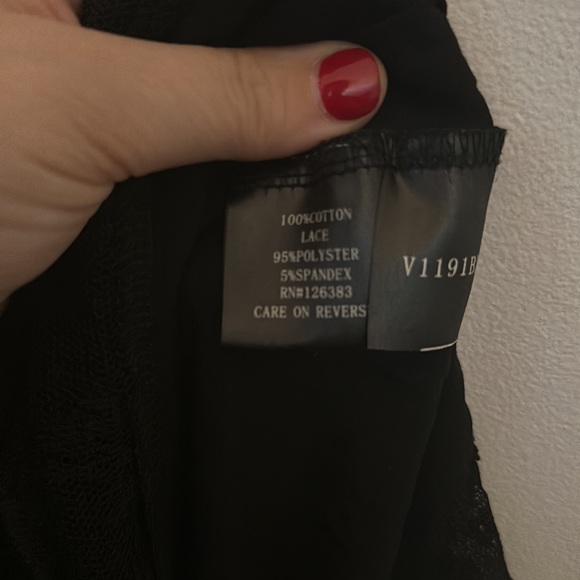 100%COTTON
LACE
95%POLYSTER
5%SPANDEX
RN#126383
CARE ON REVERS
V1191B